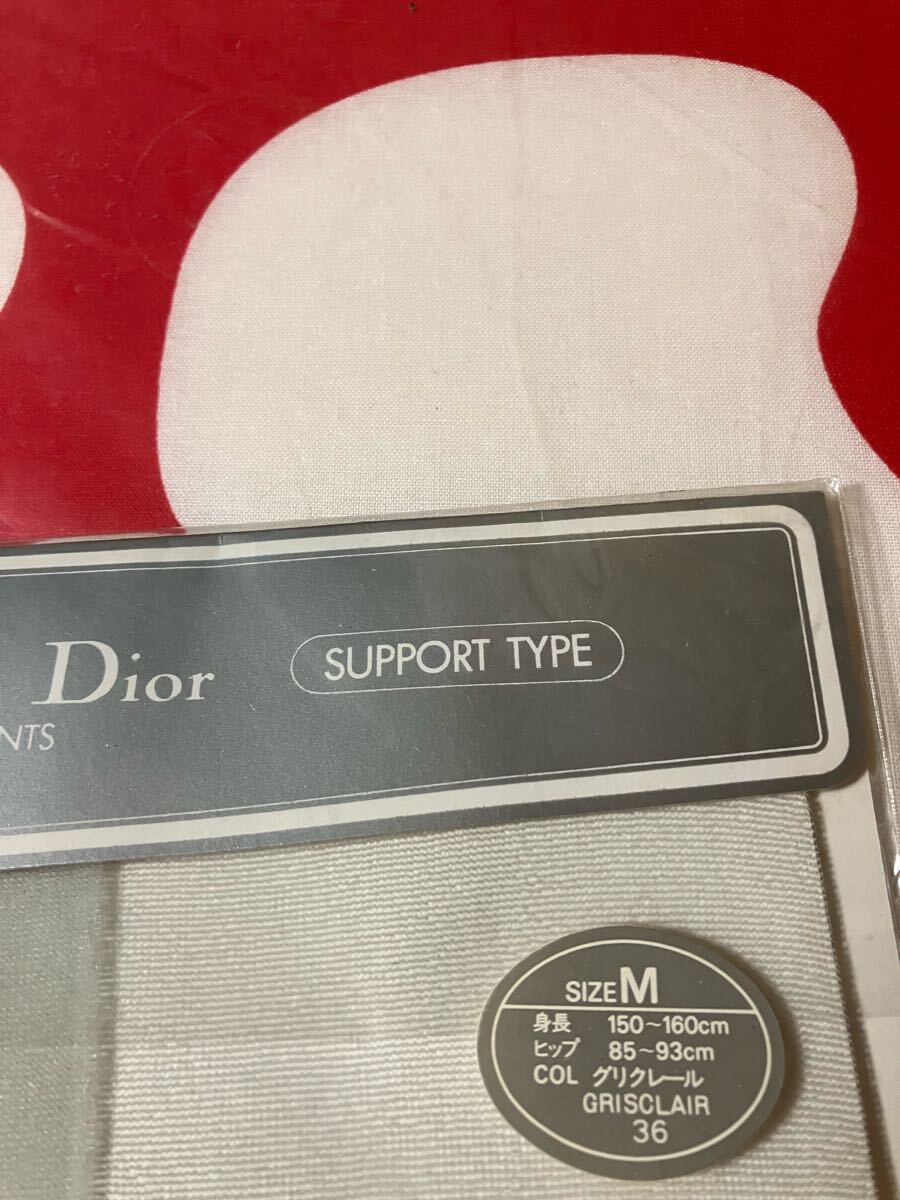 Dior
SUPPORT TYPE
NTS
SIZE M
身長 150~160cm
ヒップ 85~93cm
COL グリクレール
GRISCLAIR
36